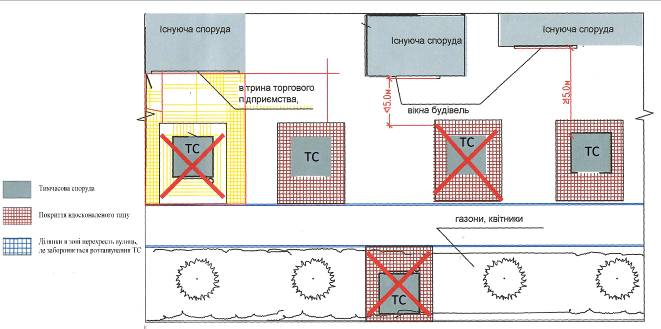 Існуюча споруда
Існуюча споруда
Існуюча споруда
вітрина торгового
підприємства,
<5.0м
вікна будівель
≥5.0м
ТС
ТС
ТС
ТС
Тимчасова споруда
Покриття вдосконаленого типу
газони, квітники
Ділянки в зоні перехресть вулиць,
де забороняється розташування ТС
ТС